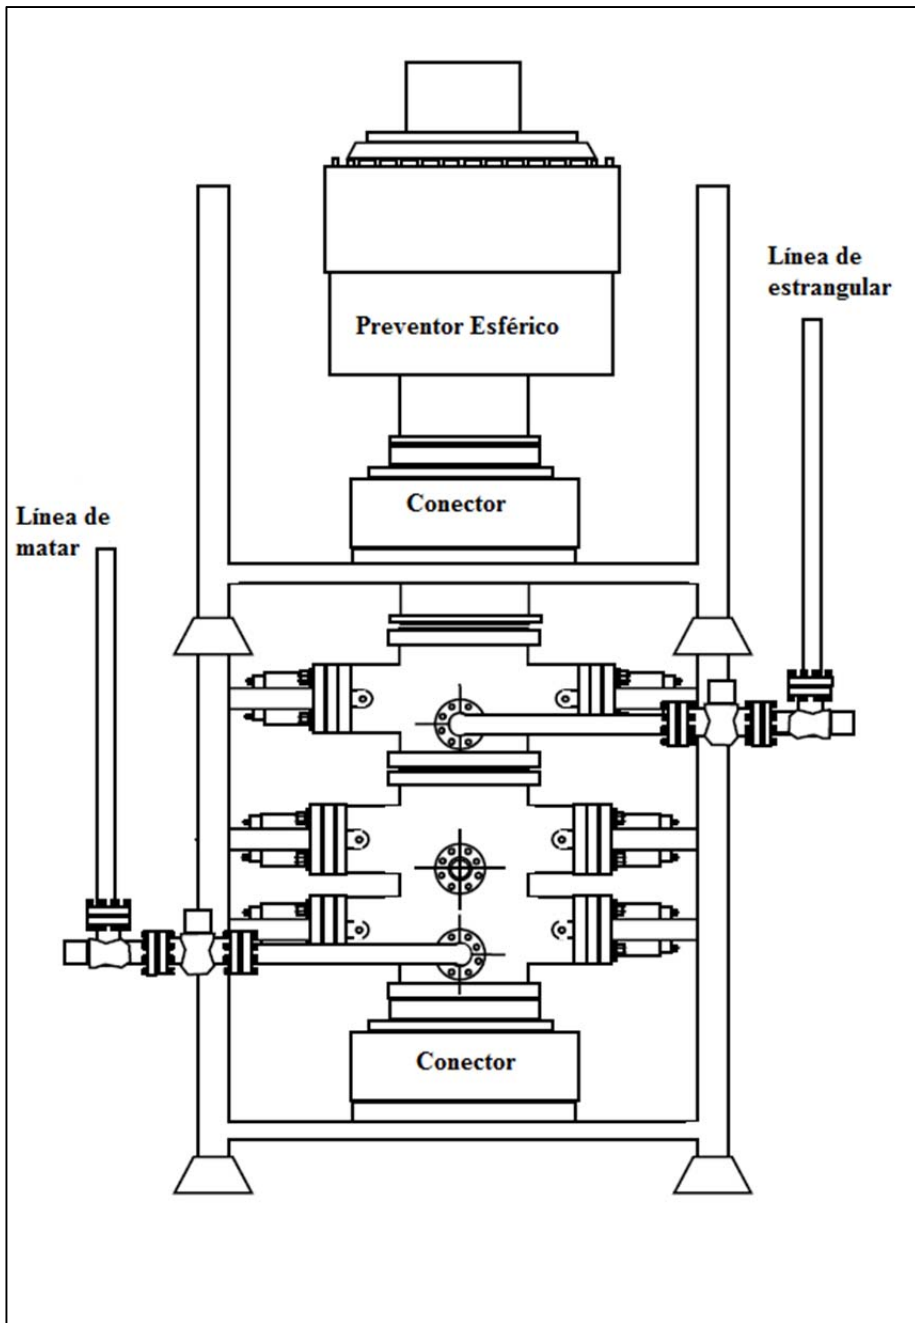 Línea de
estrangular
Preventor Esférico
Conector
Línea de
matar
Conector